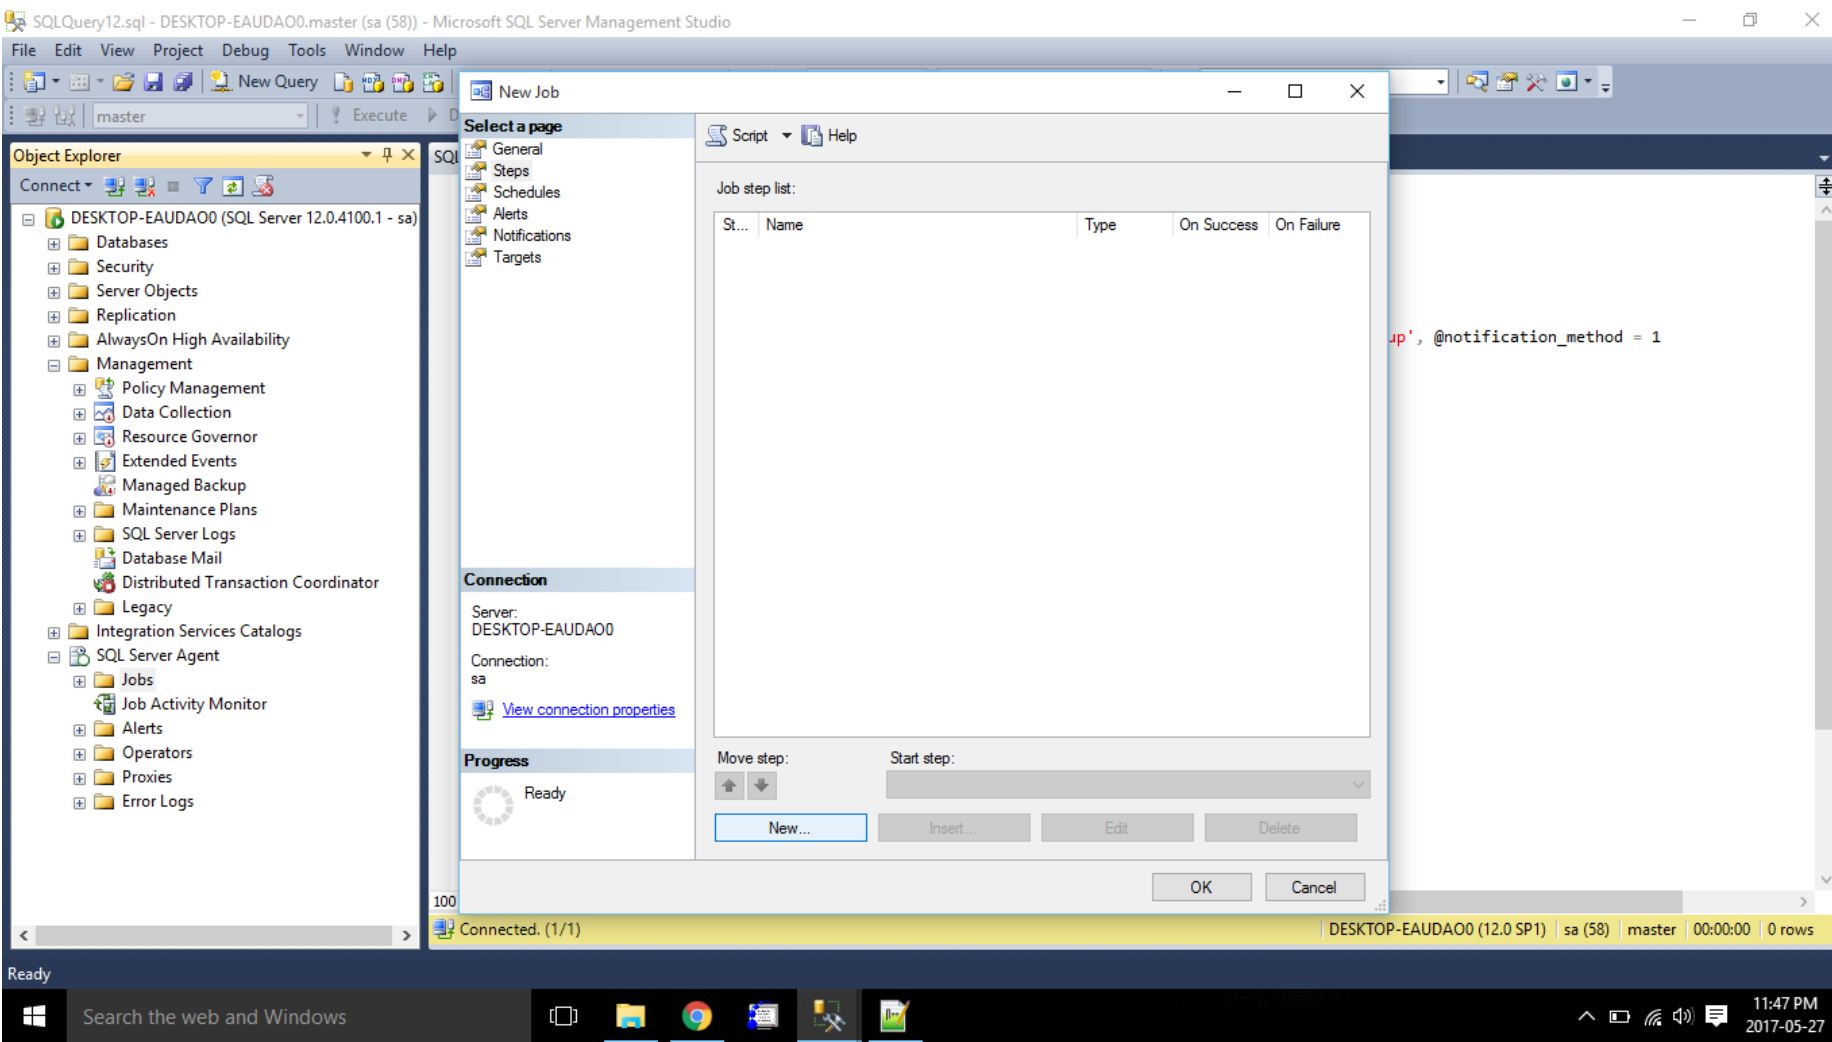 SQLQuery12.sql - DESKTOP-EAUDAO0.master (sa (58)) - Microsoft SQL Server Management Studio
File Edit View Project Debug Tools Window Help
New Query
master
Execute
Object Explorer
Connect
DESKTOP-EAUDAO0 (SQL Server 12.0.4100.1 - sa)
Databases
Security
Server Objects
Replication
AlwaysOn High Availability
Management
Policy Management
Data Collection
Resource Governor
Extended Events
Managed Backup
Maintenance Plans
SQL Server Logs
Database Mail
Distributed Transaction Coordinator
Legacy
Integration Services Catalogs
SQL Server Agent
Jobs
Job Activity Monitor
Alerts
Operators
Proxies
Error Logs
New Job
Select a page
General
Steps
Schedules
Alerts
Notifications
Targets
Connection
Server:
DESKTOP-EAUDAO0
Connection:
sa
View connection properties
Progress
Ready
Script Help
Job step list:
St... Name Type On Success On Failure
Move step: Start step:
New... Insert... Edit Delete
OK Cancel
up', @notification_method = 1
100
Connected. (1/1)
DESKTOP-EAUDAO0 (12.0 SP1) sa (58) master 00:00:00 0 rows
Ready
Search the web and Windows
11:47 PM
2017-05-27